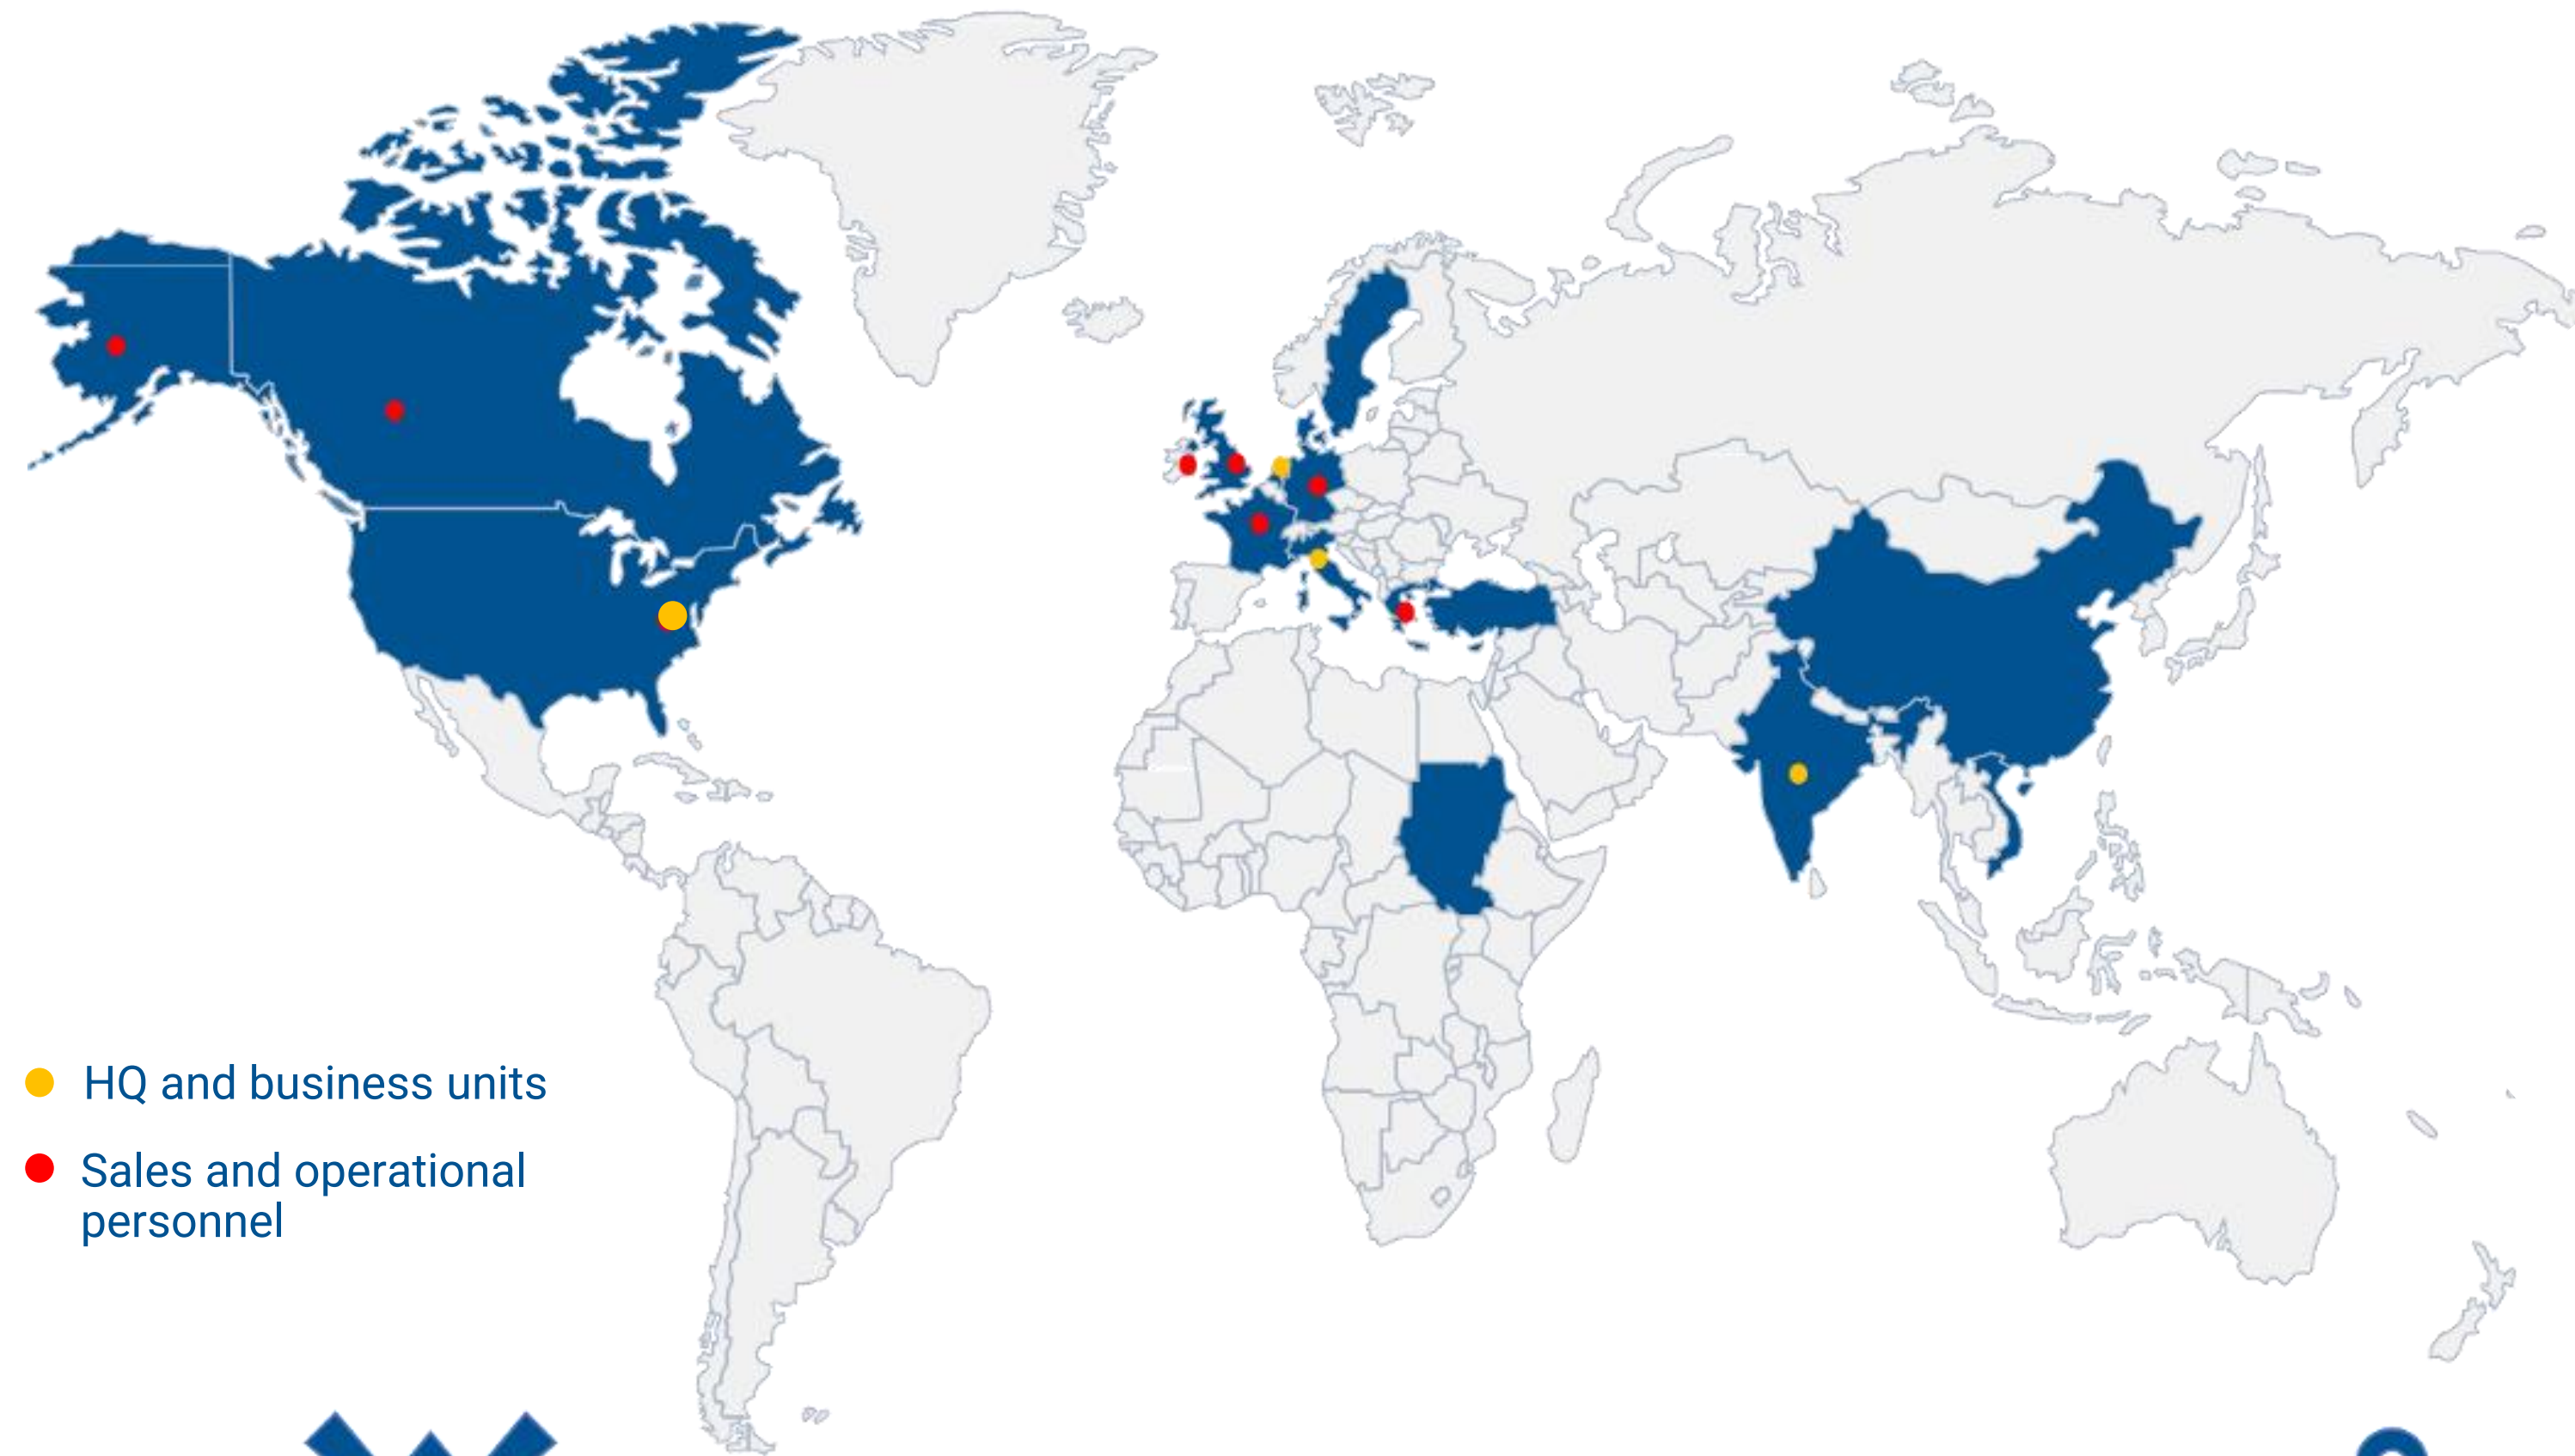 HQ and business units
Sales and operational
personnel